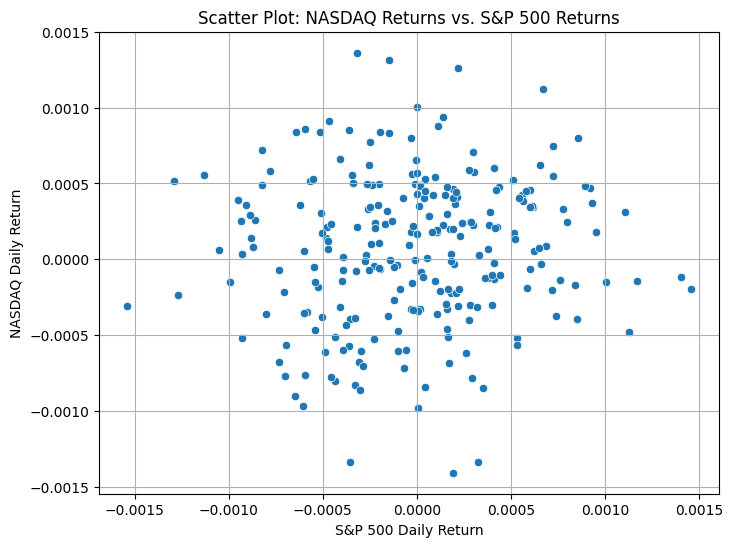 Scatter Plot: NASDAQ Returns vs. S&P 500 Returns
0.0015
0.0010
0.0005
0.0000
−0.0005
−0.0010
−0.0015
NASDAQ Daily Return
−0.0015 −0.0010 −0.0005 0.0000 0.0005 0.0010 0.0015
S&P 500 Daily Return